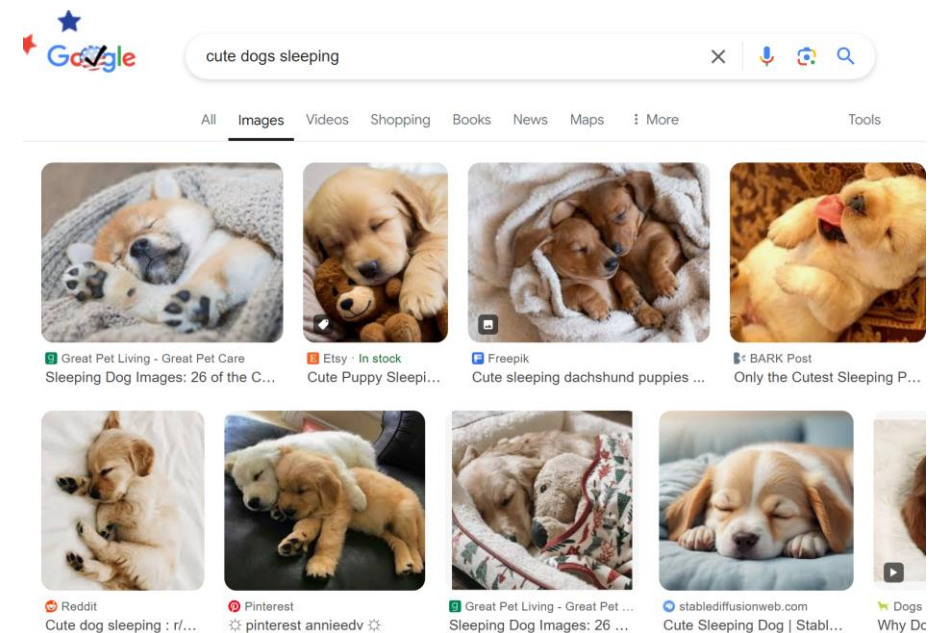 Google
cute dogs sleeping
All Images Videos Shopping Books News Maps More Tools
Great Pet Living - Great Pet Care
Sleeping Dog Images: 26 of the C...
Etsy · In stock
Cute Puppy Sleepi...
Freepik
Cute sleeping dachshund puppies ...
BARK Post
Only the Cutest Sleeping P...
Reddit
Cute dog sleeping : r/...
Pinterest
pinterest annieedv
Great Pet Living - Great Pet ...
Sleeping Dog Images: 26 ...
stablediffusionweb.com
Cute Sleeping Dog | Stabl...
Dogs
Why Do